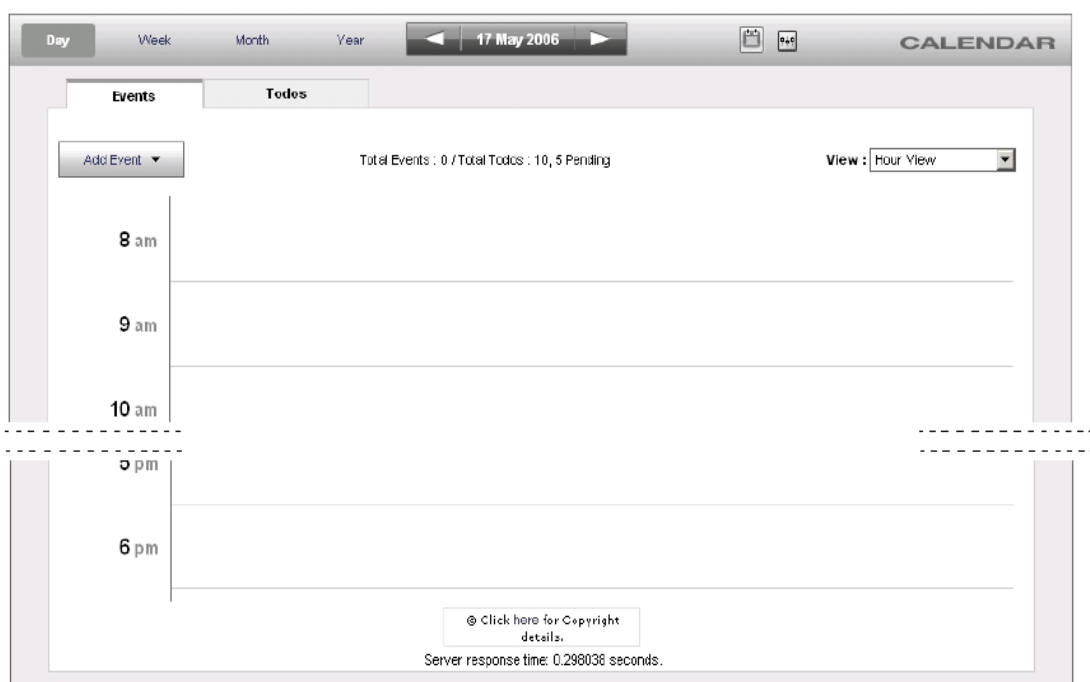 Day Week Month Year 17 May 2006 CALENDAR
Events Todos
Add Event Total Events : 0 / Total Todos : 10, 5 Pending View : Hour View
8 am
9 am
10 am
5 pm
6 pm
© Click here for Copyright
details.
Server response time: 0.298038 seconds.